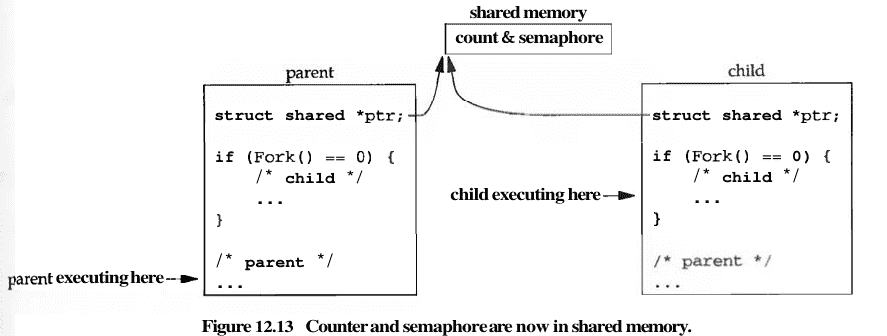 shared memory
count & semaphore
parent
struct shared *ptr;
if (Fork() == 0) {
/* child */
...
}
/* parent */
...
parent executing here
child
struct shared *ptr;
if (Fork() == 0) {
/* child */
...
}
/* parent */
...
child executing here
Figure 12.13 Counter and semaphore are now in shared memory.